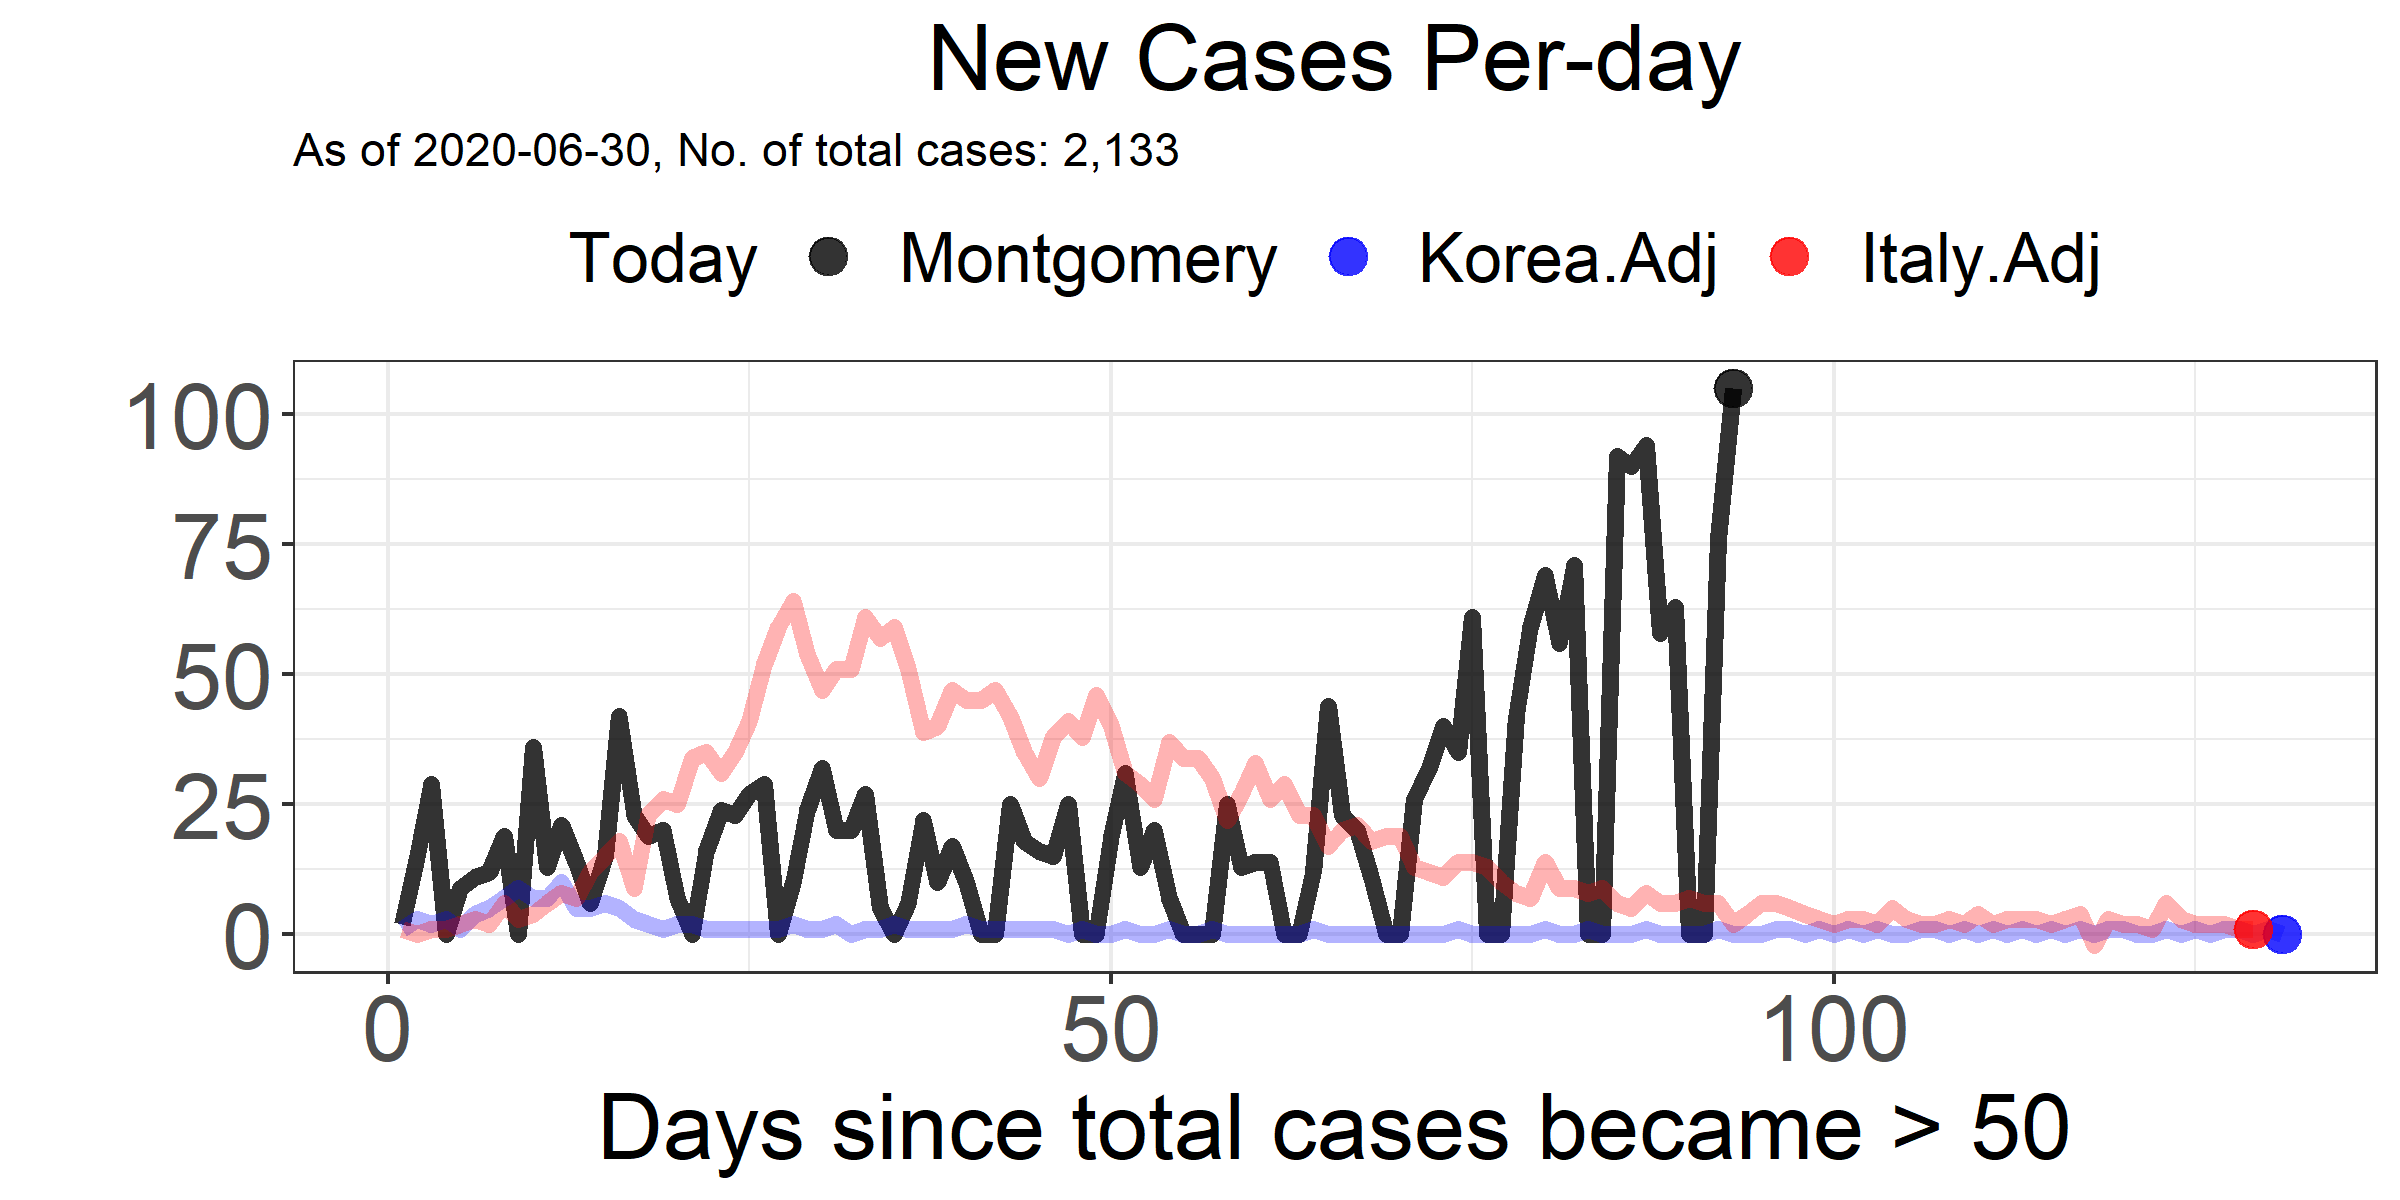 New Cases Per-day
As of 2020-06-30, No. of total cases: 2,133
Today Montgomery Korea.Adj Italy.Adj
100
75
50
25
0
0 50 100
Days since total cases became > 50